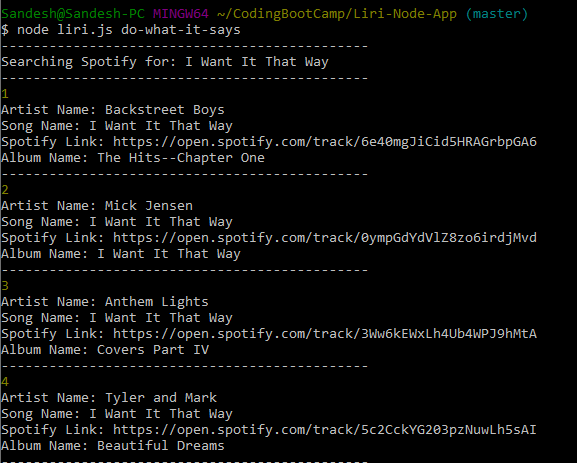 Sandesh@Sandesh-PC MINGW64 ~/CodingBootCamp/Liri-Node-App (master)
$ node liri.js do-what-it-says
----------------------------------------------
Searching Spotify for: I Want It That Way
----------------------------------------------
1
Artist Name: Backstreet Boys
Song Name: I Want It That Way
Spotify Link: https://open.spotify.com/track/6e40mgJiCid5HRAGrbpGA6
Album Name: The Hits--Chapter One
----------------------------------------------
2
Artist Name: Mick Jensen
Song Name: I Want It That Way
Spotify Link: https://open.spotify.com/track/0ympGdYdVlZ8zo6irdjMvd
Album Name: I Want It That Way
----------------------------------------------
3
Artist Name: Anthem Lights
Song Name: I Want It That Way
Spotify Link: https://open.spotify.com/track/3Ww6kEWxLh4Ub4WPJ9hMtA
Album Name: Covers Part IV
----------------------------------------------
4
Artist Name: Tyler and Mark
Song Name: I Want It That Way
Spotify Link: https://open.spotify.com/track/5c2CckYG203pzNuwLh5sAI
Album Name: Beautiful Dreams
----------------------------------------------